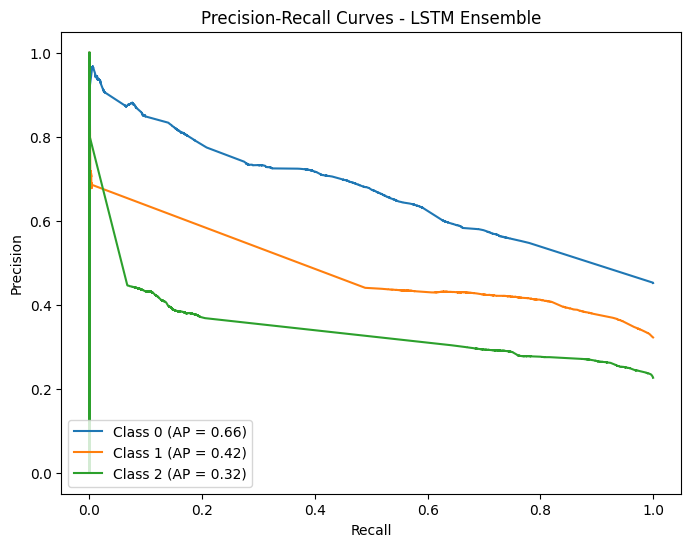 Precision-Recall Curves - LSTM Ensemble
Precision
1.0
0.8
0.6
0.4
0.2
0.0
Class 0 (AP = 0.66)
Class 1 (AP = 0.42)
Class 2 (AP = 0.32)
0.0 0.2 0.4 0.6 0.8 1.0
Recall